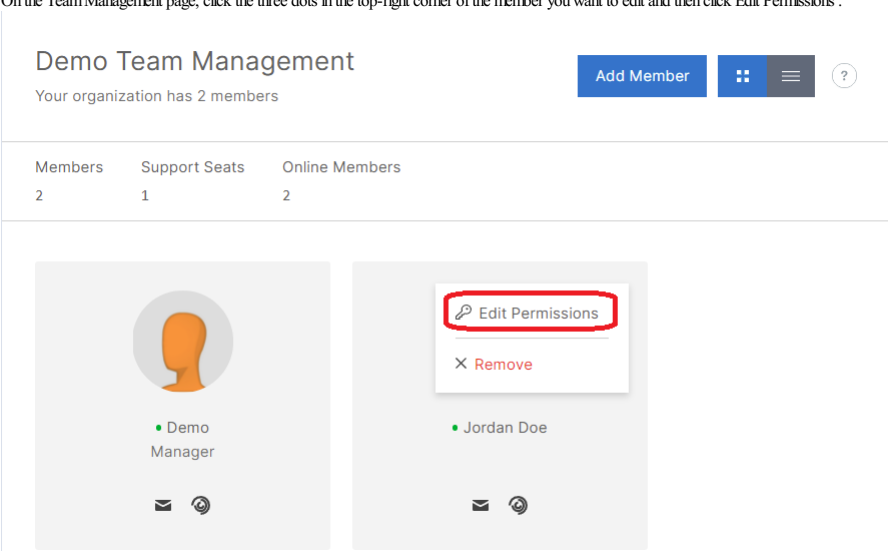 On the Team Management page, click the three dots in the top-right corner of the member you want to edit and then click Edit Permissions .
Demo Team Management
Your organization has 2 members
Add Member
?
Members Support Seats Online Members
2 1 2
Edit Permissions
Remove
Demo
Manager
Jordan Doe